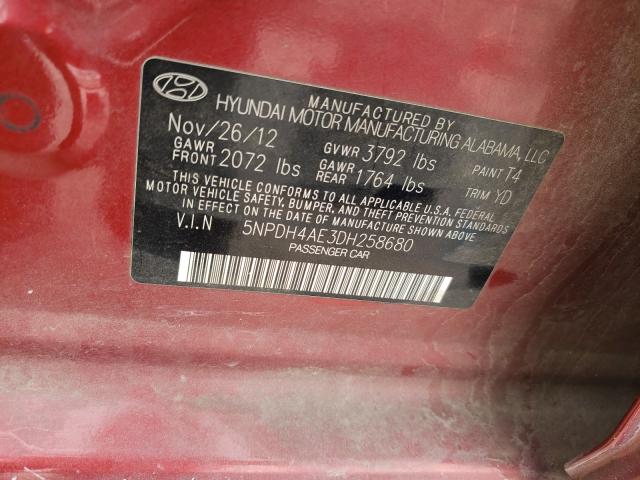 MANUFACTURED BY
HYUNDAI MOTOR MANUFACTURING ALABAMA, LLC
Nov/26/12 GVWR 3792 lbs PAINT T4
GAWR FRONT 2072 lbs GAWR REAR 1764 lbs TRIM YD
THIS VEHICLE CONFORMS TO ALL APPLICABLE U.S.A. FEDERAL
MOTOR VEHICLE SAFETY, BUMPER, AND THEFT PREVENTION STANDARDS
IN EFFECT ON THE DATE OF MANUFACTURE SHOWN ABOVE
V.I.N 5NPDH4AE3DH258680
PASSENGER CAR